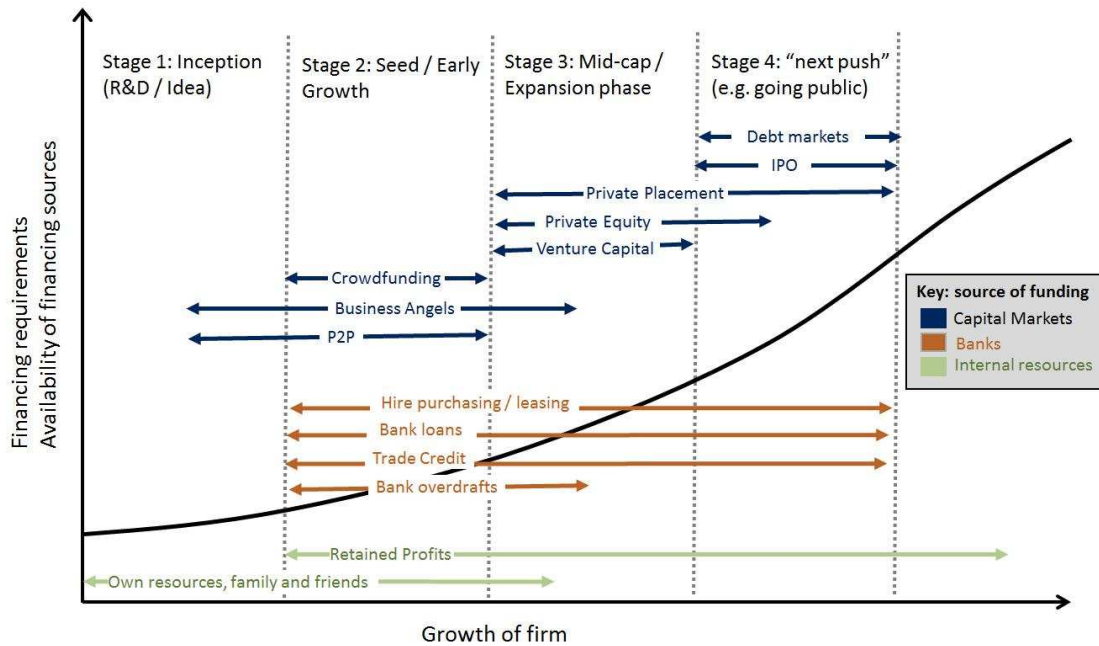 Stage 1: Inception
(R&D / Idea)
Stage 2: Seed / Early
Growth
Stage 3: Mid-cap /
Expansion phase
Stage 4: “next push”
(e.g. going public)
Debt markets
IPO
Private Placement
Private Equity
Venture Capital
Crowdfunding
Business Angels
P2P
Hire purchasing / leasing
Bank loans
Trade Credit
Bank overdrafts
Retained Profits
Own resources, family and friends
Financing requirements
Availability of financing sources
Growth of firm
Key: source of funding
Capital Markets
Banks
Internal resources